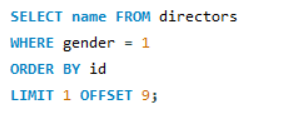 SELECT name FROM directors
WHERE gender = 1
ORDER BY id
LIMIT 1 OFFSET 9;